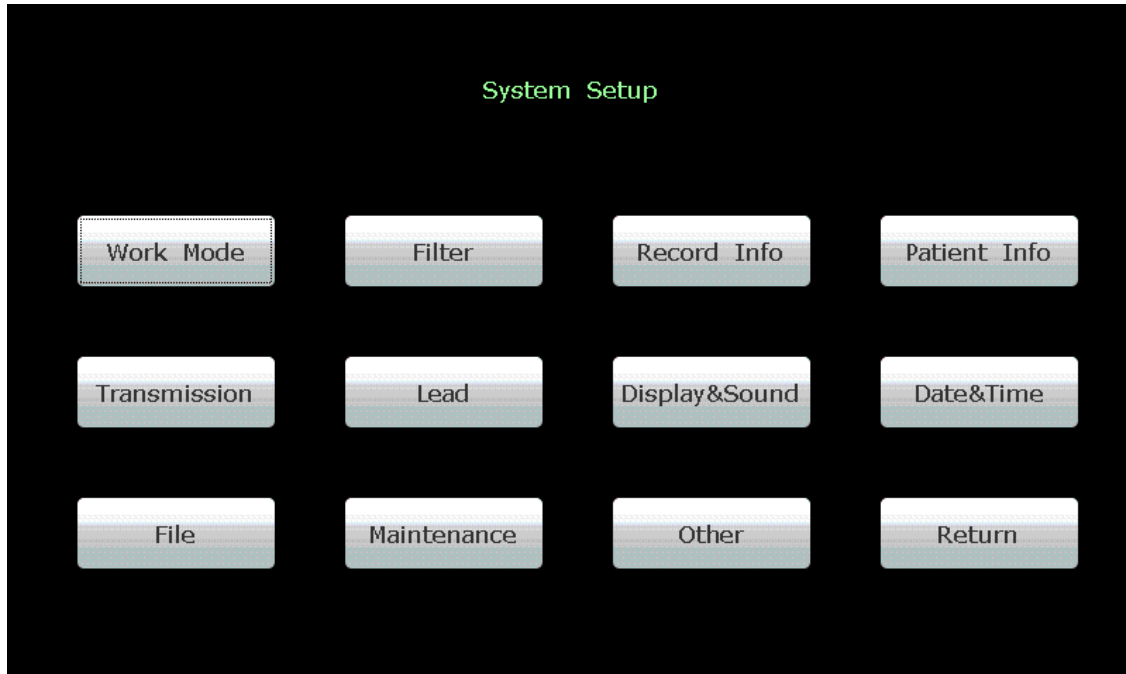 System Setup
Work Mode
Filter
Record Info
Patient Info
Transmission
Lead
Display&Sound
Date&Time
File
Maintenance
Other
Return